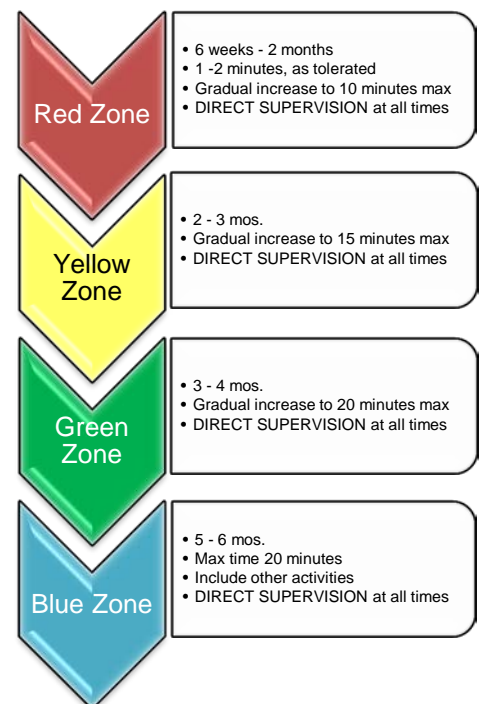 Red Zone
• 6 weeks - 2 months
• 1 -2 minutes, as tolerated
• Gradual increase to 10 minutes max
• DIRECT SUPERVISION at all times
Yellow
Zone
• 2 - 3 mos.
• Gradual increase to 15 minutes max
• DIRECT SUPERVISION at all times
Green
Zone
• 3 - 4 mos.
• Gradual increase to 20 minutes max
• DIRECT SUPERVISION at all times
Blue Zone
• 5 - 6 mos.
• Max time 20 minutes
• Include other activities
• DIRECT SUPERVISION at all times